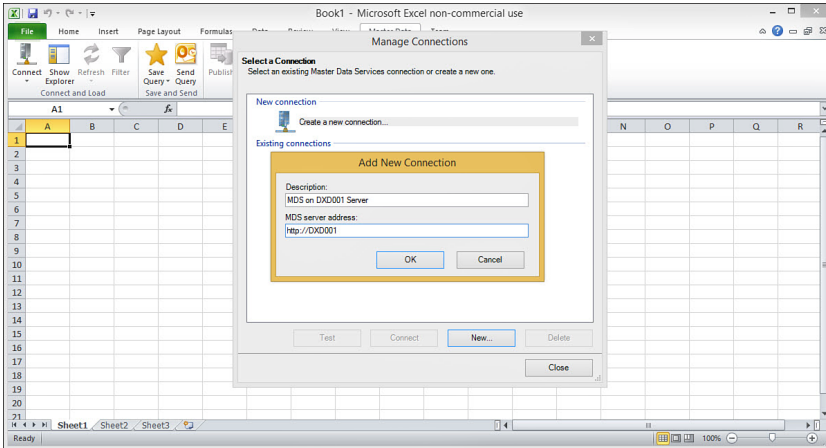 Book1 - Microsoft Excel non-commercial use
File Home Insert Page Layout Formulas
Manage Connections
Connect Show Explorer Refresh Filter Save Query Send Query Publish
Connect and Load Save and Send
Select a Connection
Select an existing Master Data Services connection or create a new one.
New connection
Create a new connection...
Existing connections
A1 fx
A B C D E N O P Q R
Add New Connection
Description:
MDS on DXD001 Server
MDS server address:
http://DXD001
OK Cancel
1
2
3
4
5
6
7
8
9
10
11
12
13
14
15
16
17
18
19
20
21
Test Connect New... Delete
Close
Sheet1 Sheet2 Sheet3
Ready 100%